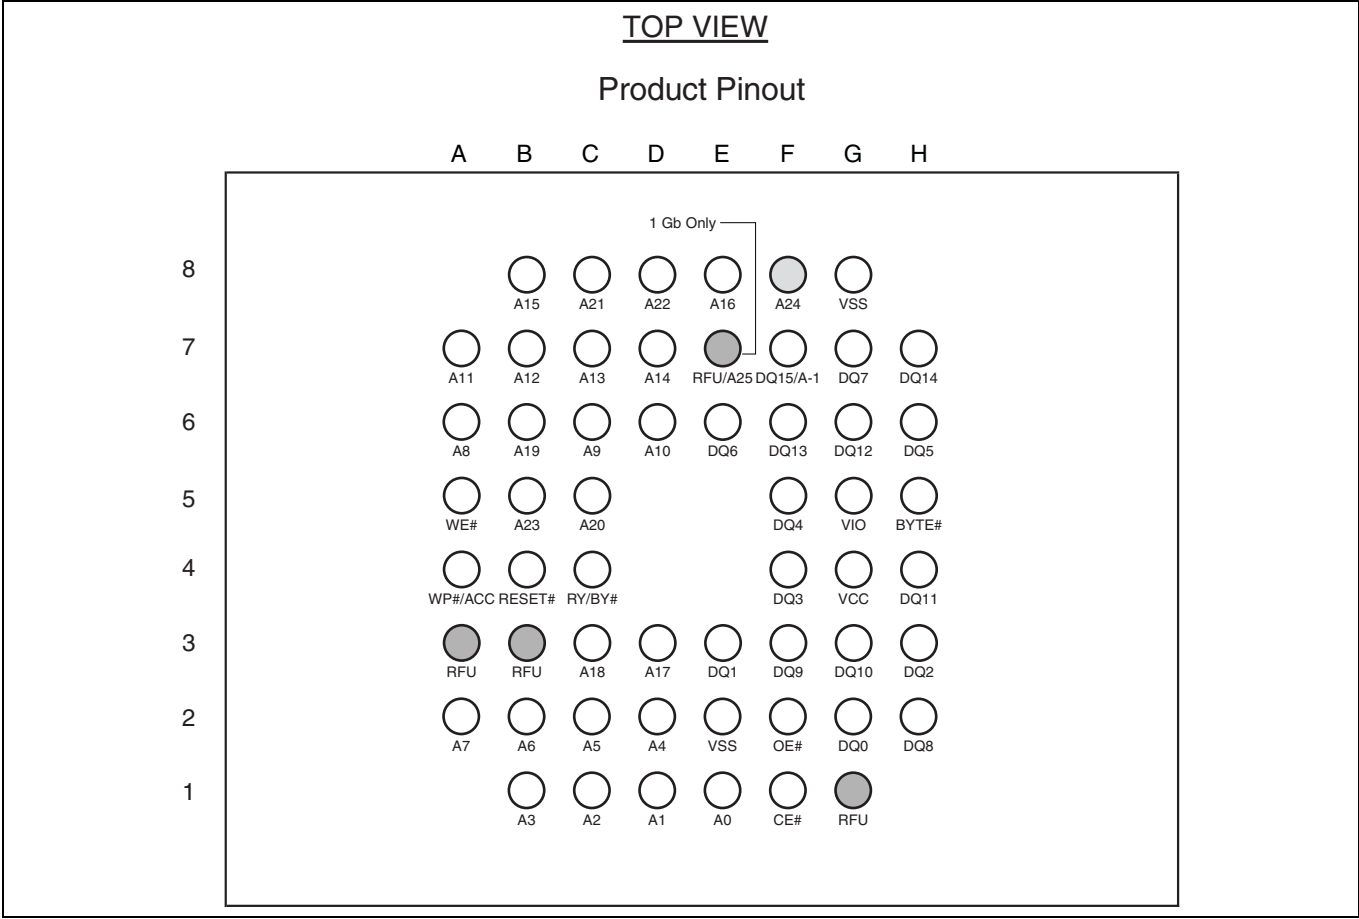 TOP VIEW
Product Pinout
A B C D E F G H
1 Gb Only
8
A15 A21 A22 A16 A24 VSS
7
A11 A12 A13 A14 RFU/A25 DQ15/A-1 DQ7 DQ14
6
A8 A19 A9 A10 DQ6 DQ13 DQ12 DQ5
5
WE# A23 A20 DQ4 VIO BYTE#
4
WP#/ACC RESET# RY/BY# DQ3 VCC DQ11
3
RFU RFU A18 A17 DQ1 DQ9 DQ10 DQ2
2
A7 A6 A5 A4 VSS OE# DQ0 DQ8
1
A3 A2 A1 A0 CE# RFU